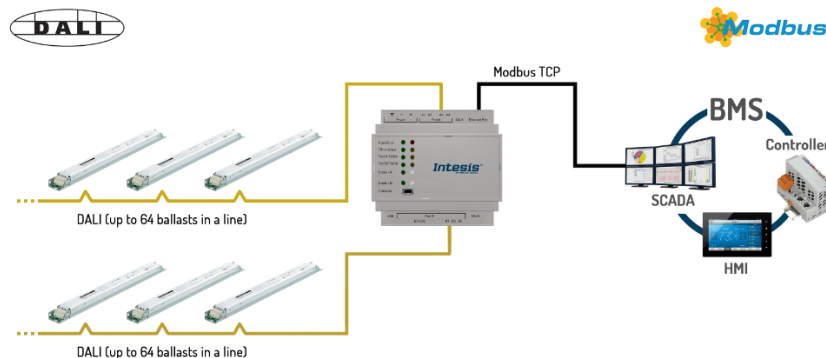 DALI
Modbus
Modbus TCP
BMS
Controller
Intesis
SCADA
DALI (up to 64 ballasts in a line)
HMI
DALI (up to 64 ballasts in a line)